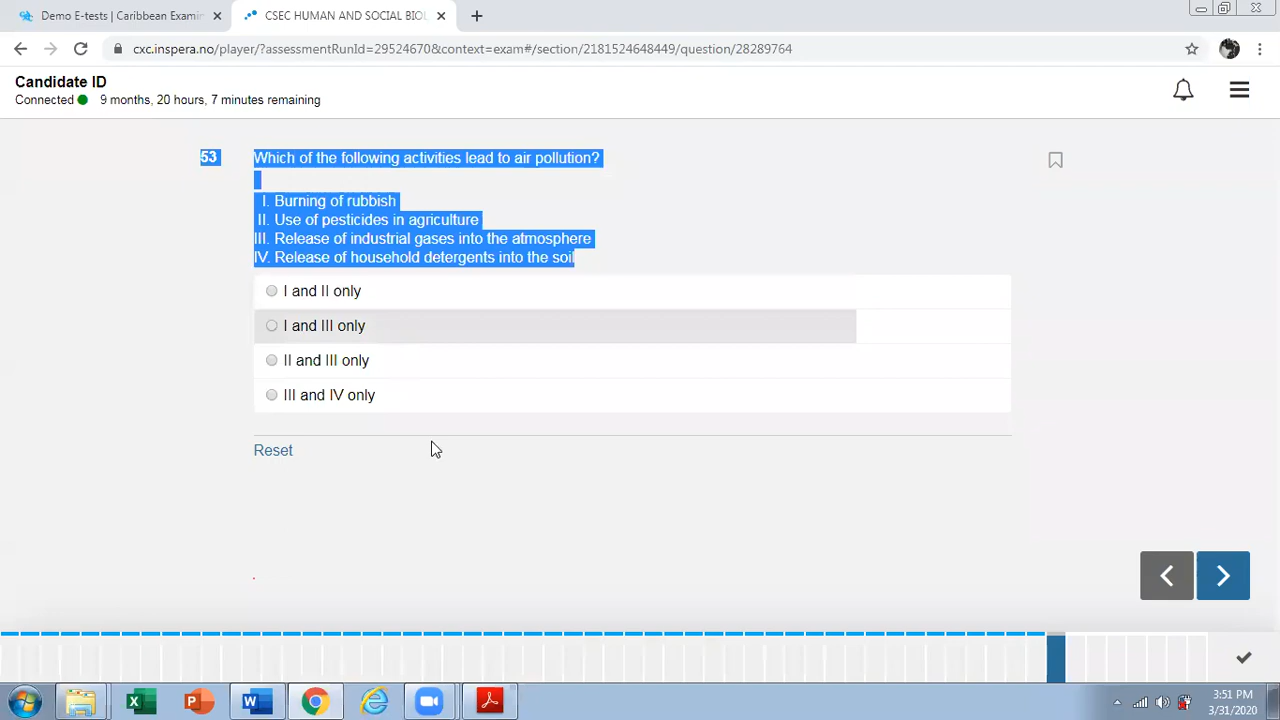 Demo E-tests | Caribbean Examin
CSEC HUMAN AND SOCIAL BIOL
cxc.inspera.no/player/?assessmentRunId=29524670&context=exam#/section/2181524648449/question/28289764
Candidate ID
Connected 9 months, 20 hours, 7 minutes remaining
53 Which of the following activities lead to air pollution?
I. Burning of rubbish
II. Use of pesticides in agriculture
III. Release of industrial gases into the atmosphere
IV. Release of household detergents into the soil
I and II only
I and III only
II and III only
III and IV only
Reset
3:51 PM
3/31/2020